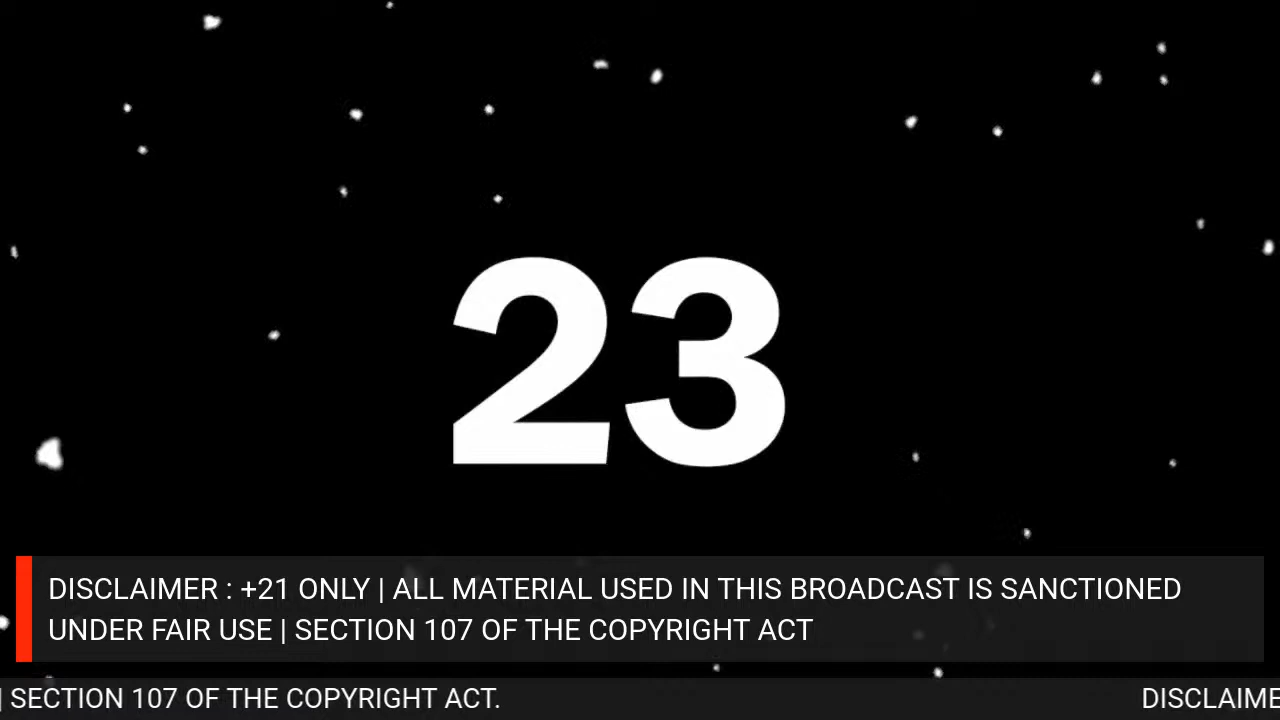 23
DISCLAIMER : +21 ONLY | ALL MATERIAL USED IN THIS BROADCAST IS SANCTIONED
UNDER FAIR USE | SECTION 107 OF THE COPYRIGHT ACT
| SECTION 107 OF THE COPYRIGHT ACT. DISCLAIME